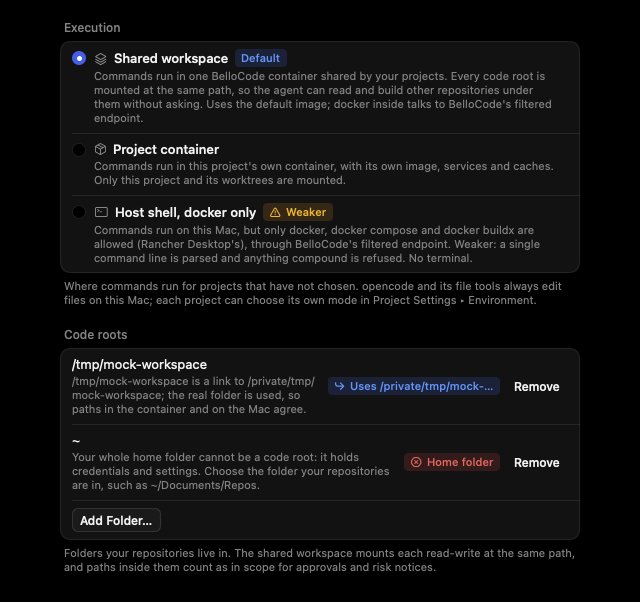 Execution
Shared workspace Default
Commands run in one BelloCode container shared by your projects. Every code root is
mounted at the same path, so the agent can read and build other repositories under
them without asking. Uses the default image; docker inside talks to BelloCode's filtered
endpoint.
Project container
Commands run in this project's own container, with its own image, services and caches.
Only this project and its worktrees are mounted.
Host shell, docker only Weaker
Commands run on this Mac, but only docker, docker compose and docker buildx are
allowed (Rancher Desktop's), through BelloCode's filtered endpoint. Weaker: a single
command line is parsed and anything compound is refused. No terminal.
Where commands run for projects that have not chosen. opencode and its file tools always edit
files on this Mac; each project can choose its own mode in Project Settings ▸ Environment.
Code roots
/tmp/mock-workspace
/tmp/mock-workspace is a link to /private/tmp/
mock-workspace; the real folder is used, so
paths in the container and on the Mac agree.
Uses /private/tmp/mock-...
Remove
~
Your whole home folder cannot be a code root: it holds
credentials and settings. Choose the folder your repositories
are in, such as ~/Documents/Repos.
Home folder
Remove
Add Folder...
Folders your repositories live in. The shared workspace mounts each read-write at the same path,
and paths inside them count as in scope for approvals and risk notices.